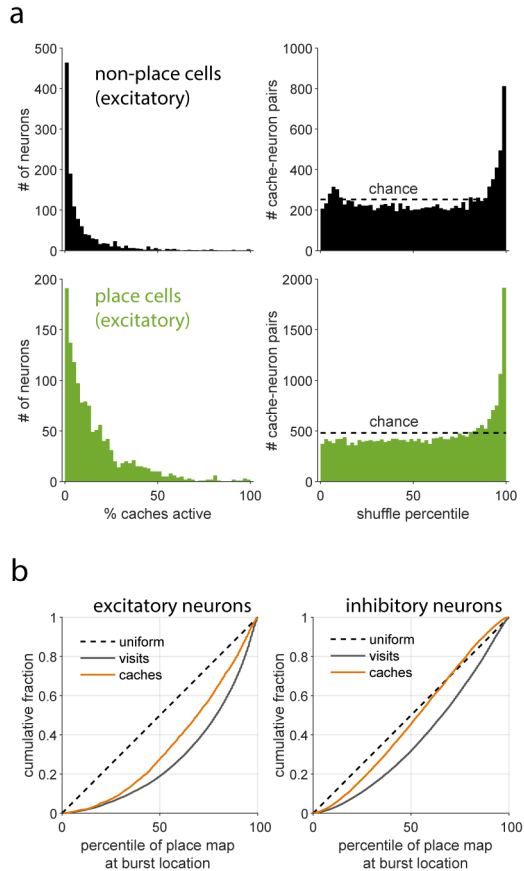 a
non-place cells
(excitatory)
# of neurons
500
400
300
200
100
0
# cache-neuron pairs
1000
800
600
400
200
0
chance
place cells
(excitatory)
# of neurons
200
150
100
50
0
0 50 100
% caches active
# cache-neuron pairs
2000
1500
1000
500
0
chance
0 50 100
shuffle percentile
b
excitatory neurons
cumulative fraction
1
0.8
0.6
0.4
0.2
0
uniform
visits
caches
0 50 100
percentile of place map
at burst location
inhibitory neurons
cumulative fraction
1
0.8
0.6
0.4
0.2
0
uniform
visits
caches
0 50 100
percentile of place map
at burst location